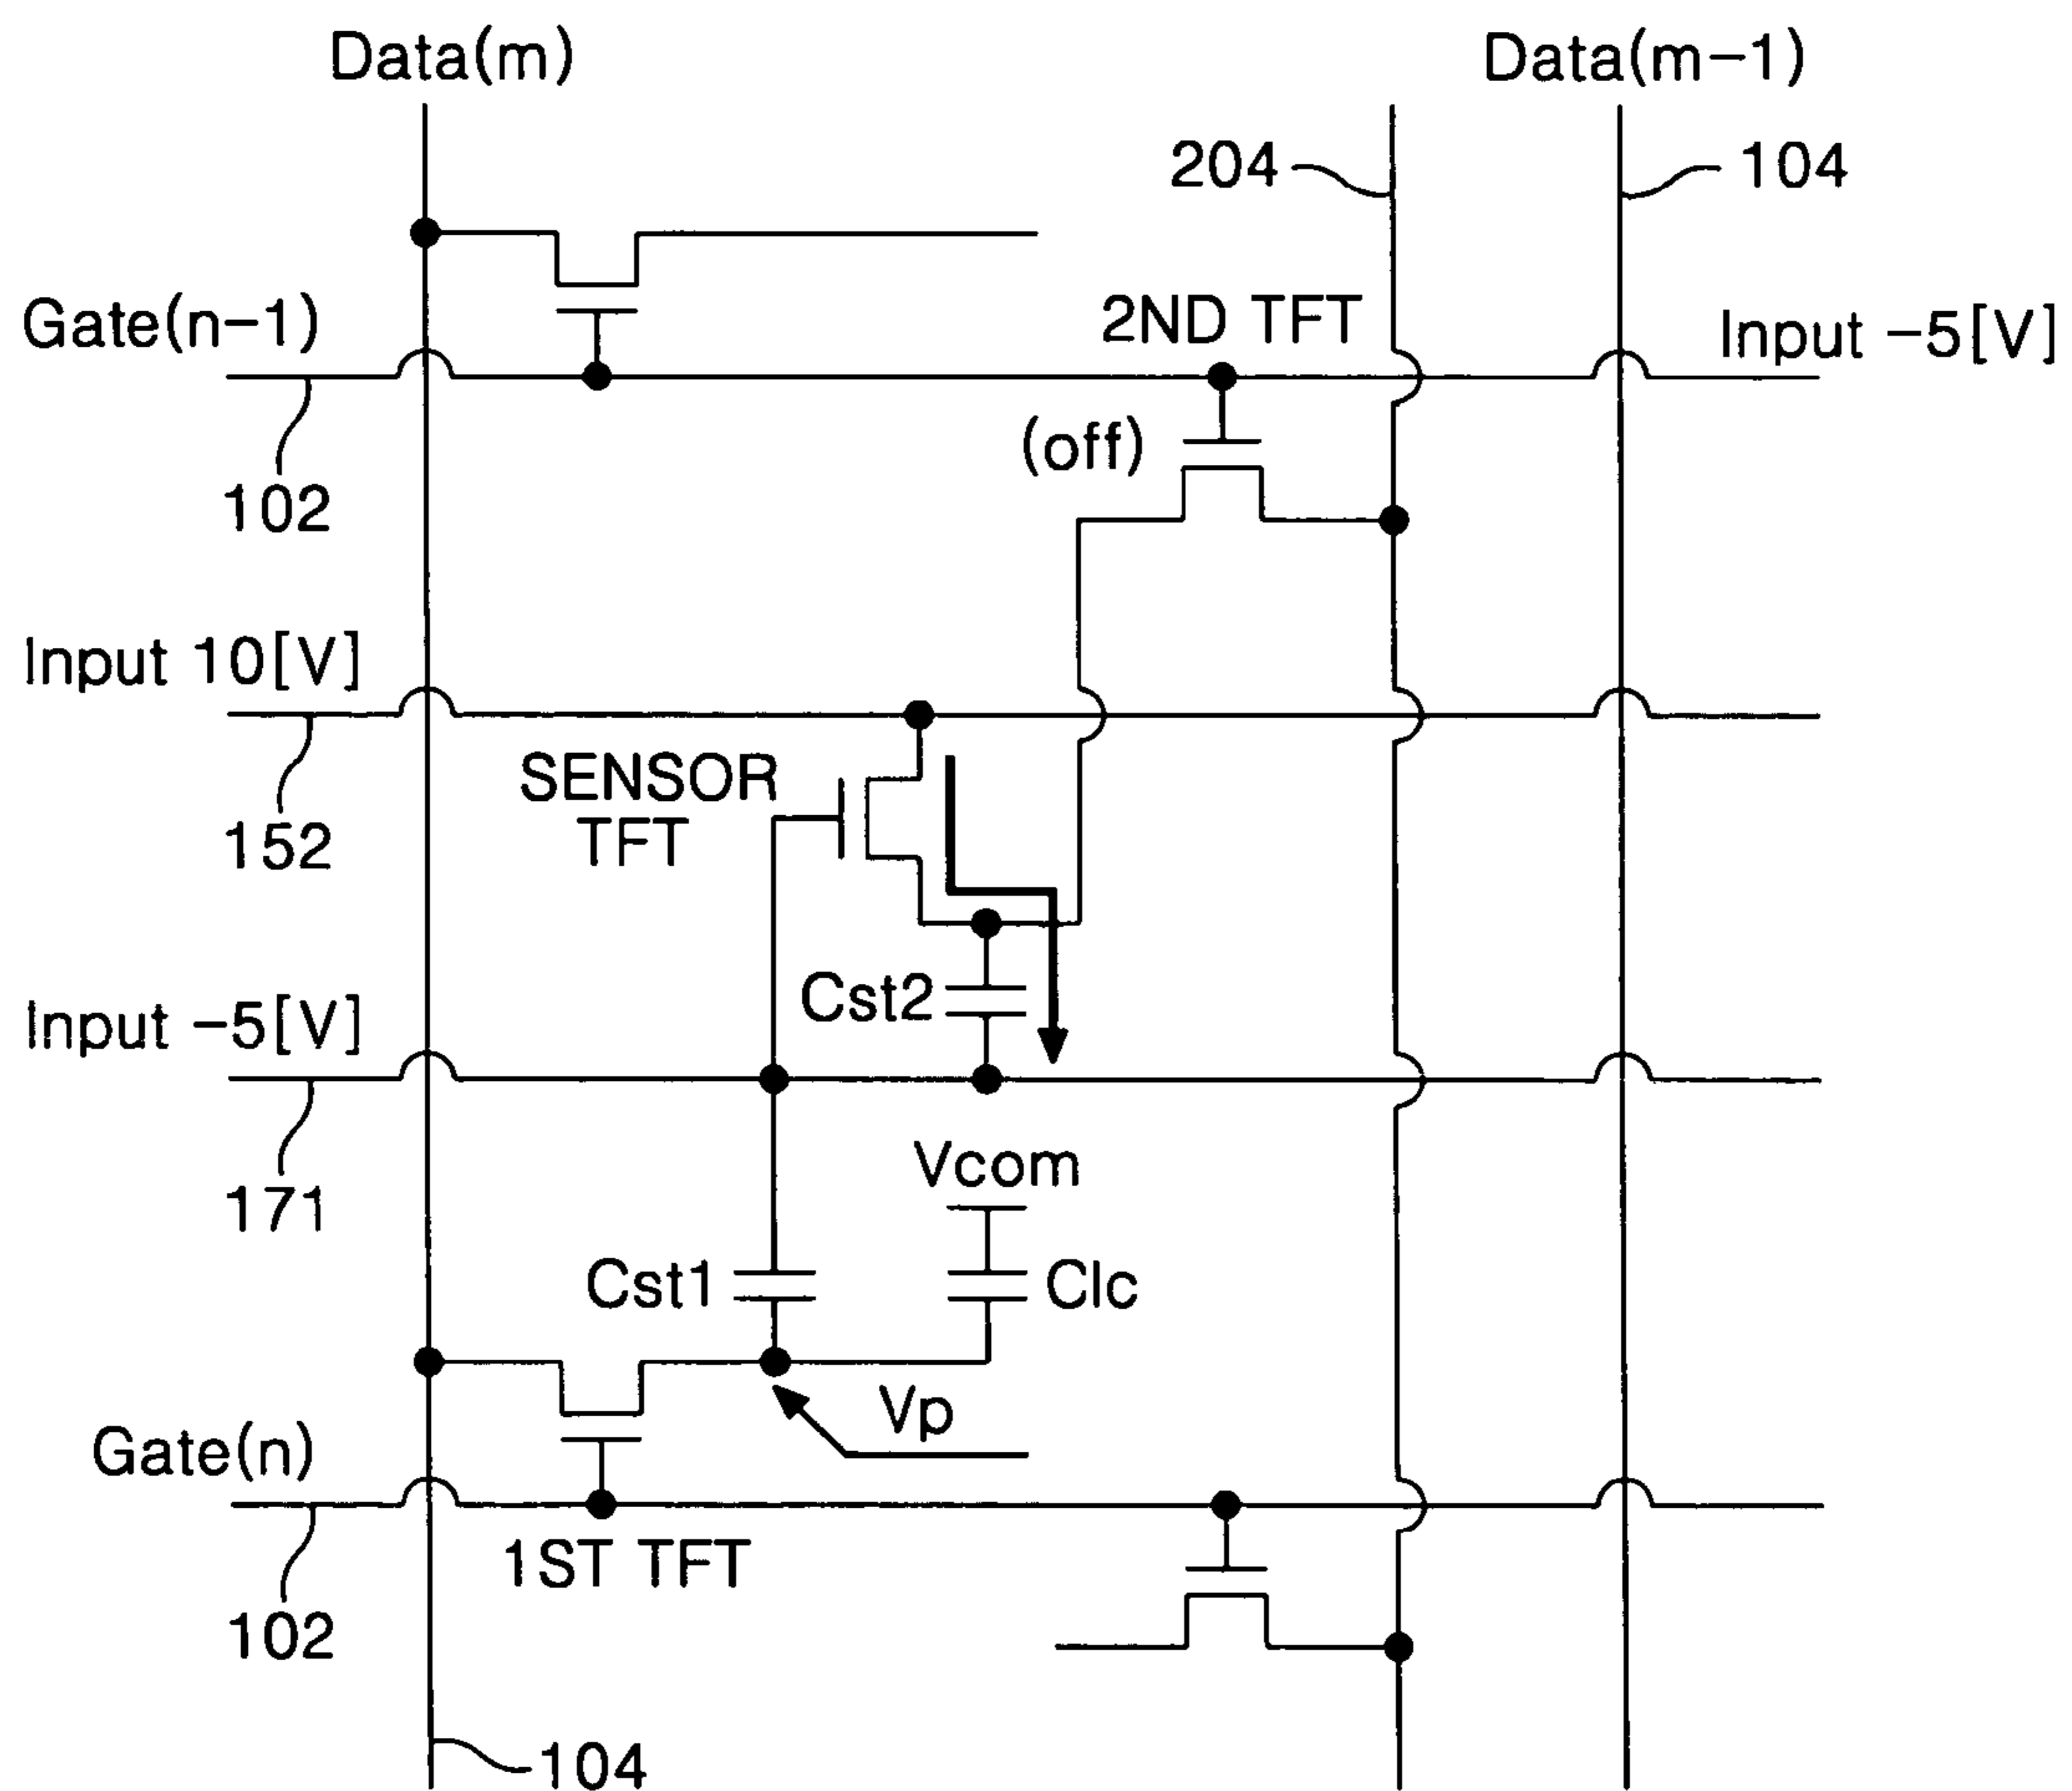 Data(m)
Data(m-1)
204
104
Gate(n-1)
2ND TFT
Input -5[V]
(off)
102
Input 10[V]
SENSOR
TFT
152
Cst2
Input -5[V]
171
Vcom
Cst1
Clc
Vp
Gate(n)
1ST TFT
102
104